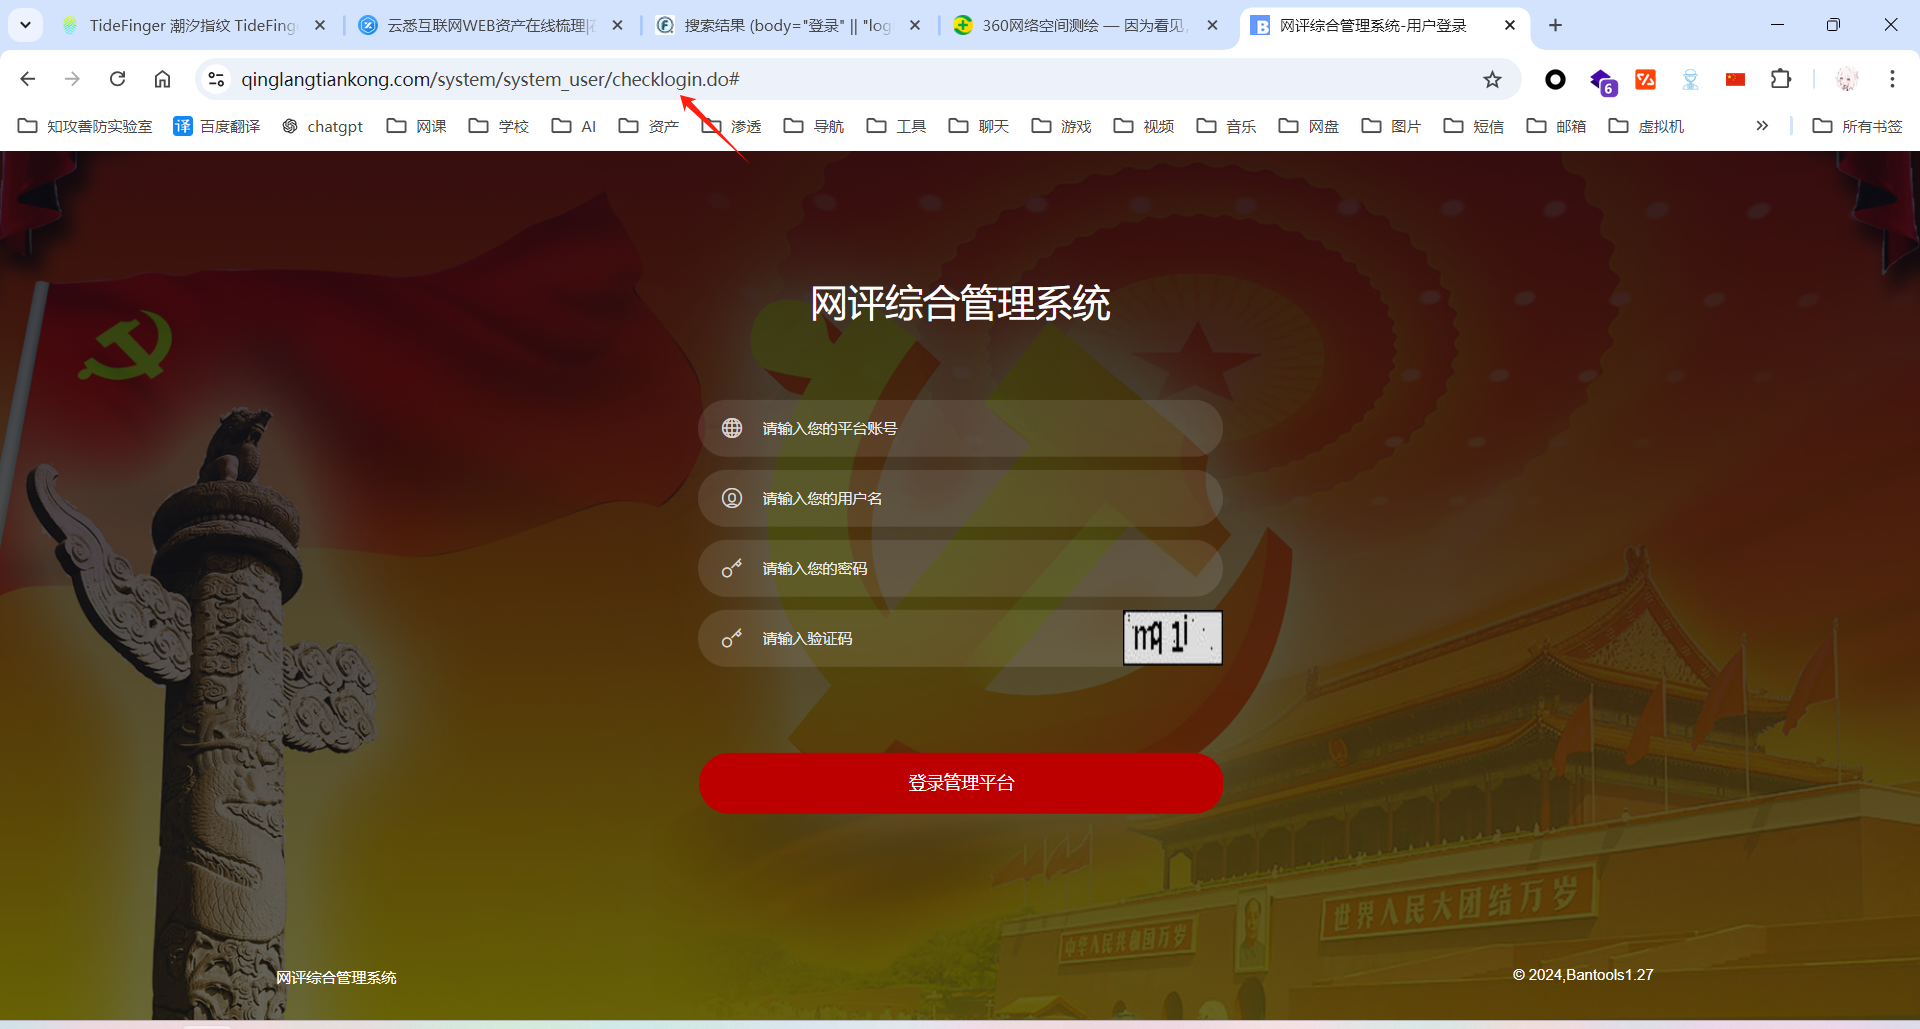 TideFinger 潮汐指纹 TideFing
云悉互联网WEB资产在线梳理|在
搜索结果 (body="登录" || "log
360网络空间测绘 — 因为看见,
网评综合管理系统-用户登录
qinglangtiankong.com/system/system_user/checklogin.do#
6
知攻善防实验室
译 百度翻译
chatgpt
网课
学校
AI
资产
渗透
导航
工具
聊天
游戏
视频
音乐
网盘
图片
短信
邮箱
虚拟机
所有书签
网评综合管理系统
请输入您的平台账号
请输入您的用户名
请输入您的密码
请输入验证码
mq 1i
登录管理平台
中华人民共和国万岁
世界人民大团结万岁
网评综合管理系统
© 2024,Bantools1.27